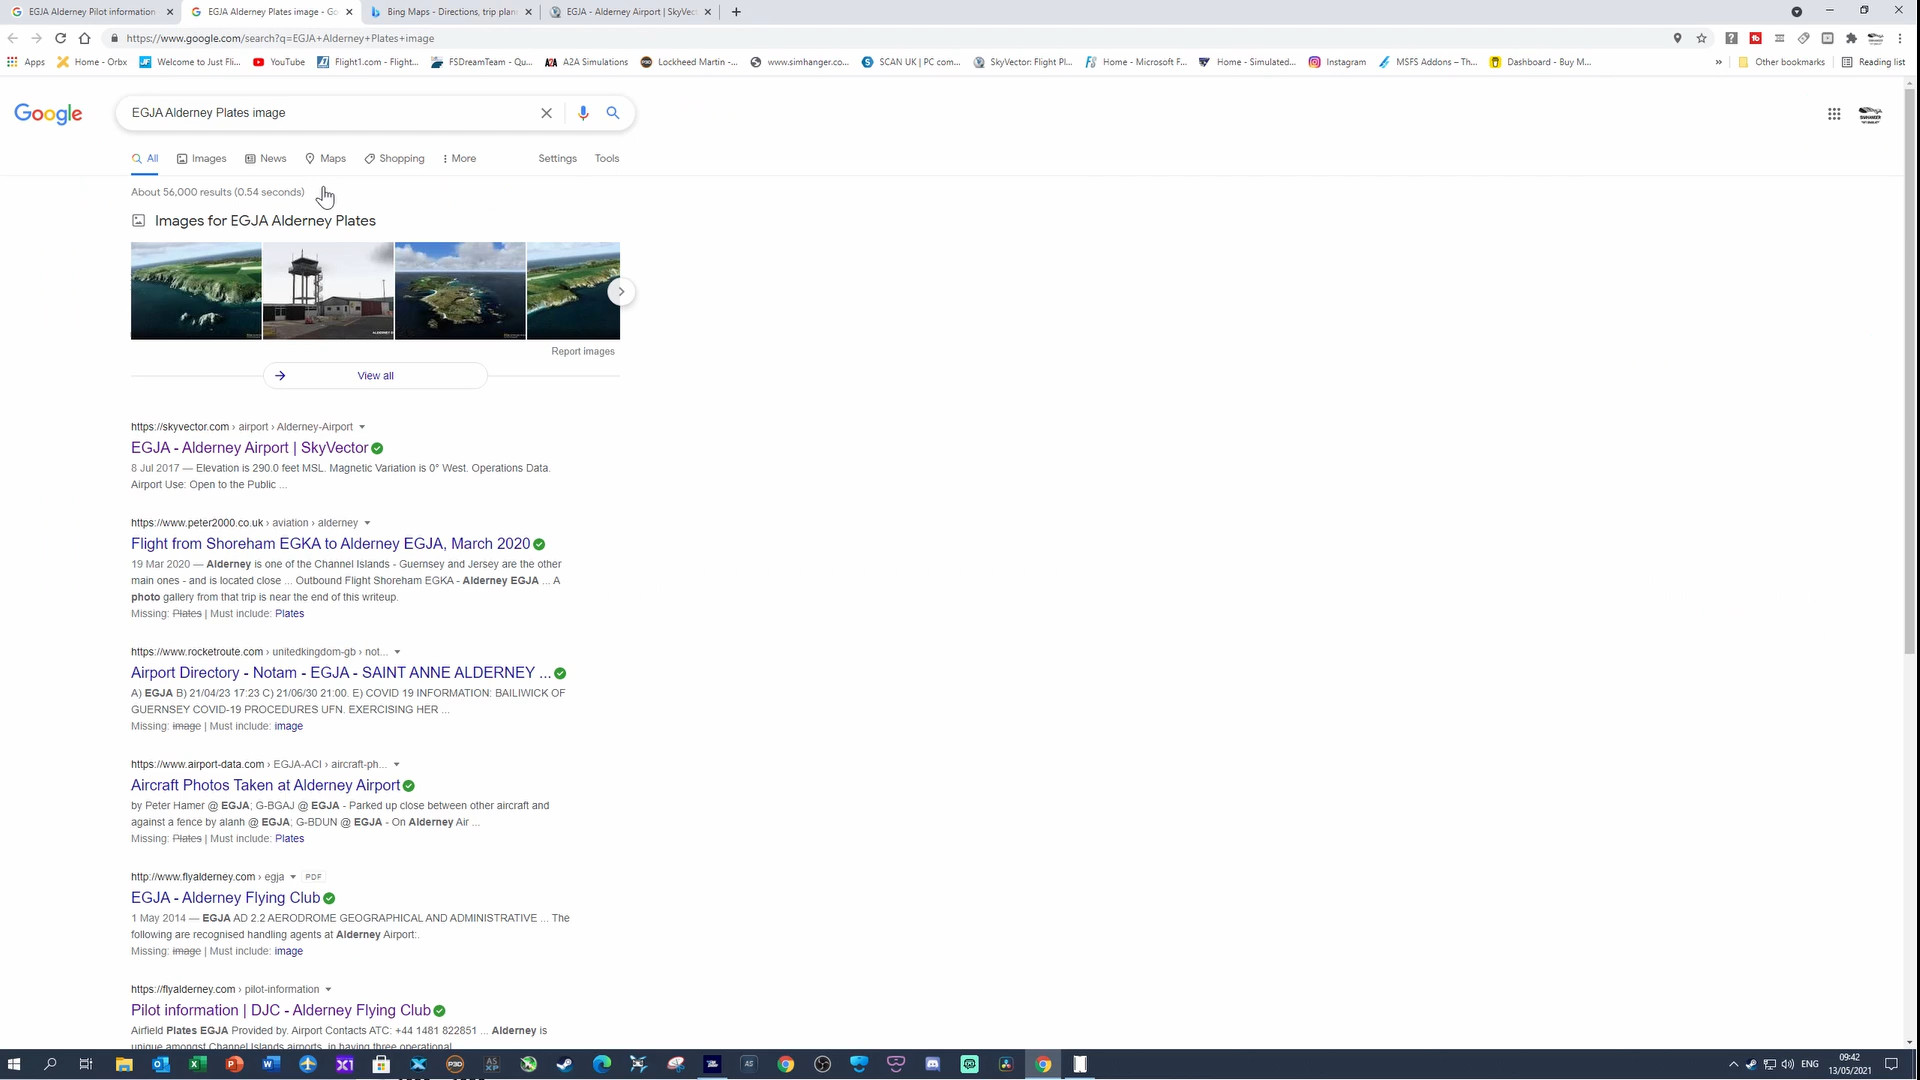 EGJA Alderney Pilot information
EGJA Alderney Plates image - Go
Bing Maps - Directions, trip plan
EGJA - Alderney Airport | SkyVect
https://www.google.com/search?q=EGJA+Alderney+Plates+image
Apps
Home - Orbx
Welcome to Just Fli...
YouTube
Flight1.com - Flight...
FSDreamTeam - Qu...
A2A Simulations
Lockheed Martin -...
www.simhanger.co...
SCAN UK | PC com...
SkyVector: Flight Pl...
Home - Microsoft F...
Home - Simulated...
Instagram
MSFS Addons – Th...
Dashboard - Buy M...
»
Other bookmarks
Reading list
Google
EGJA Alderney Plates image
All
Images
News
Maps
Shopping
More
Settings
Tools
About 56,000 results (0.54 seconds)
Images for EGJA Alderney Plates
Report images
View all
https://skyvector.com › airport › Alderney-Airport
EGJA - Alderney Airport | SkyVector
8 Jul 2017 — Elevation is 290.0 feet MSL. Magnetic Variation is 0° West. Operations Data.
Airport Use: Open to the Public ...
https://www.peter2000.co.uk › aviation › alderney
Flight from Shoreham EGKA to Alderney EGJA, March 2020
19 Mar 2020 — Alderney is one of the Channel Islands - Guernsey and Jersey are the other
main ones - and is located close ... Outbound Flight Shoreham EGKA - Alderney EGJA ... A
photo gallery from that trip is near the end of this writeup.
Missing: Plates | Must include: Plates
https://www.rocketroute.com › unitedkingdom-gb › not...
Airport Directory - Notam - EGJA - SAINT ANNE ALDERNEY ...
A) EGJA B) 21/04/23 17:23 C) 21/06/30 21:00. E) COVID 19 INFORMATION: BAILIWICK OF
GUERNSEY COVID-19 PROCEDURES UFN. EXERCISING HER ...
Missing: image | Must include: image
https://www.airport-data.com › EGJA-ACI › aircraft-ph...
Aircraft Photos Taken at Alderney Airport
by Peter Hamer @ EGJA; G-BGAJ @ EGJA - Parked up close between other aircraft and
against a fence by alanh @ EGJA; G-BDUN @ EGJA - On Alderney Air ...
Missing: Plates | Must include: Plates
http://www.flyalderney.com › egja
PDF
EGJA - Alderney Flying Club
1 May 2014 — EGJA AD 2.2 AERODROME GEOGRAPHICAL AND ADMINISTRATIVE ... The
following are recognised handling agents at Alderney Airport:.
Missing: image | Must include: image
https://flyalderney.com › pilot-information
Pilot information | DJC - Alderney Flying Club
Airfield Plates EGJA Provided by. Airport Contacts ATC: +44 1481 822851 ... Alderney is
unique amongst Channel Islands airports, in having three operational
ENG
09:42
13/05/2021